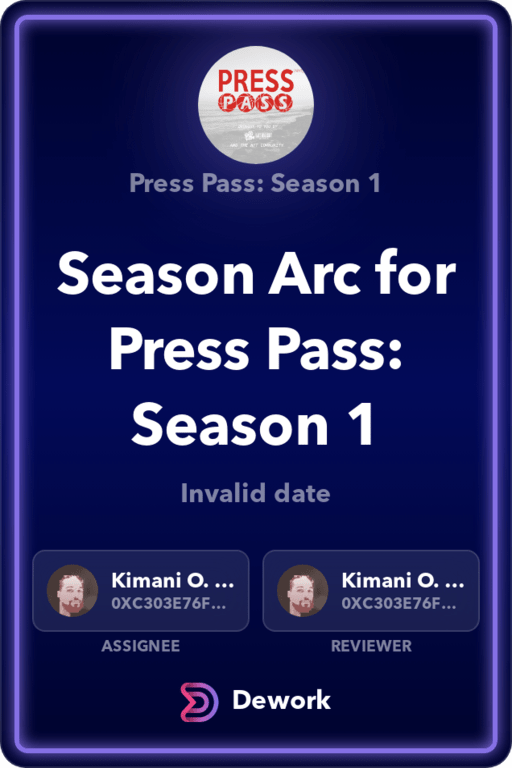 PRESS
PASS
Press Pass: Season 1
Season Arc for
Press Pass:
Season 1
Invalid date
Kimani O. ...
0XC303E76F...
ASSIGNEE
Kimani O. ...
0XC303E76F...
REVIEWER
Dework